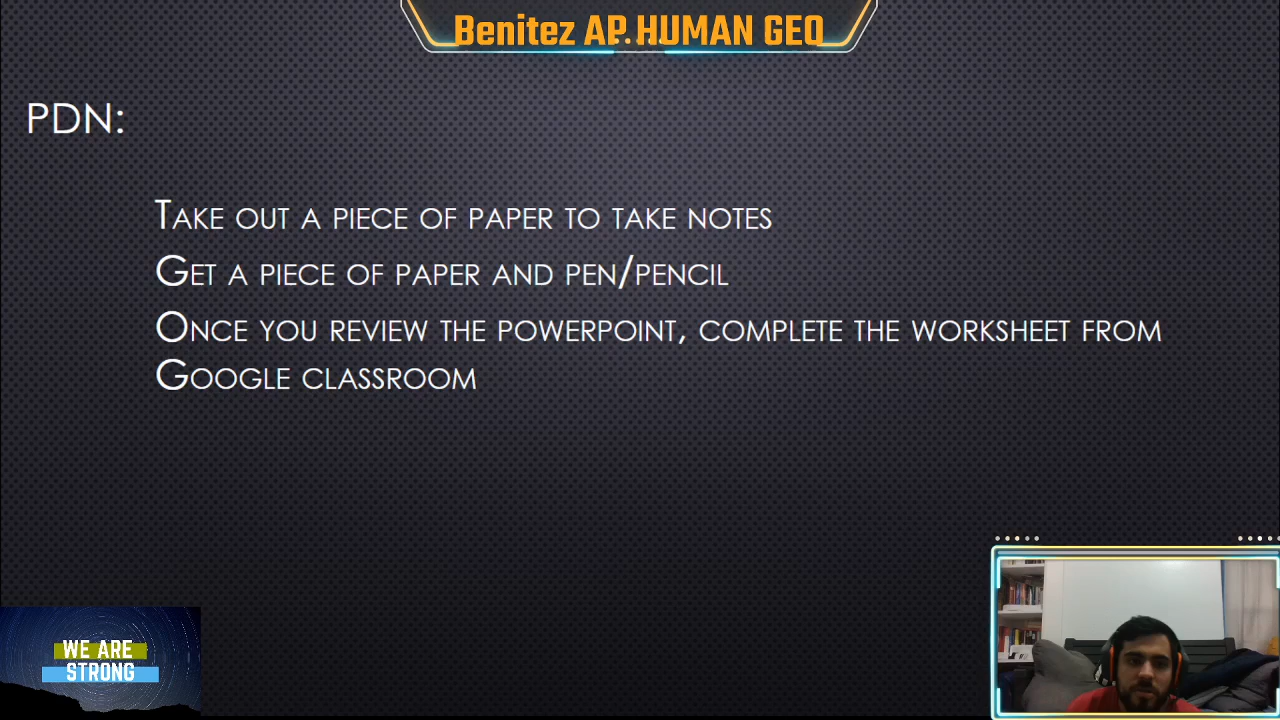 Benitez AP HUMAN GEO
PDN:
Take out a piece of paper to take notes
Get a piece of paper and pen/pencil
Once you review the powerpoint, complete the worksheet from
Google classroom
WE ARE
STRONG